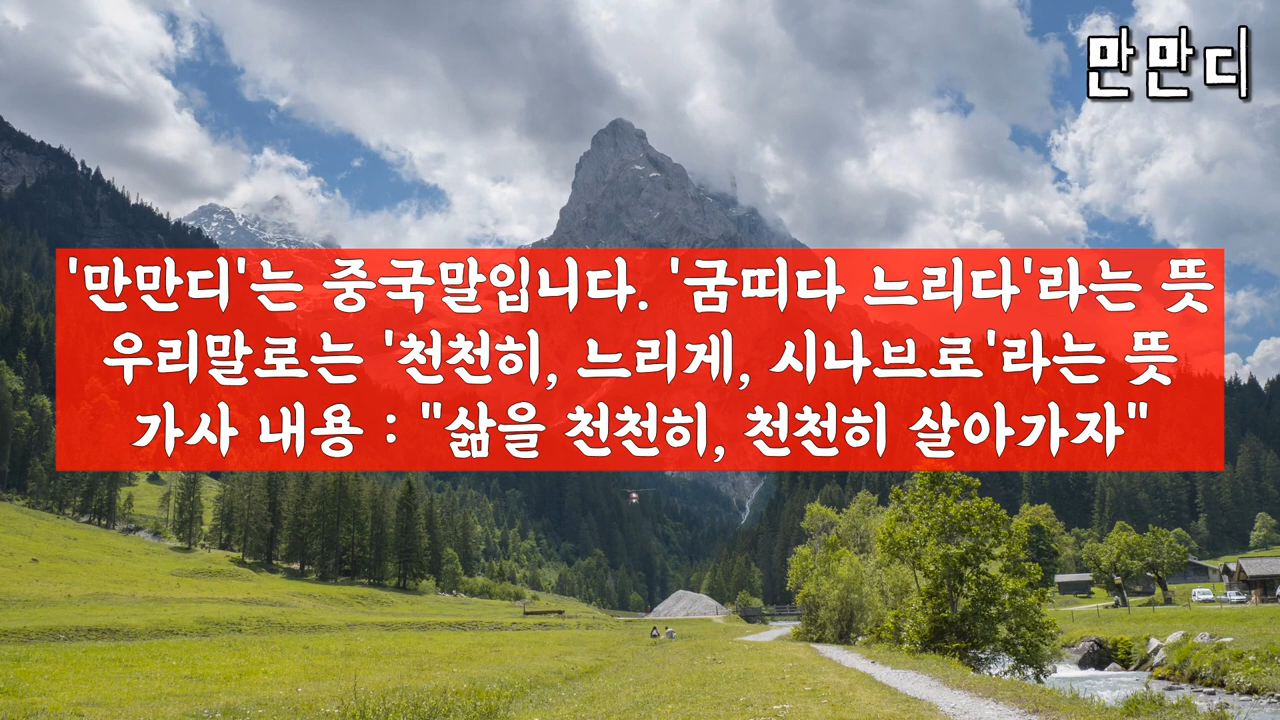 만만디
'만만디'는 중국말입니다. '굼띠다 느리다'라는 뜻
우리말로는 '천천히, 느리게, 시나브로'라는 뜻
가사 내용 : "삶을 천천히, 천천히 살아가자"